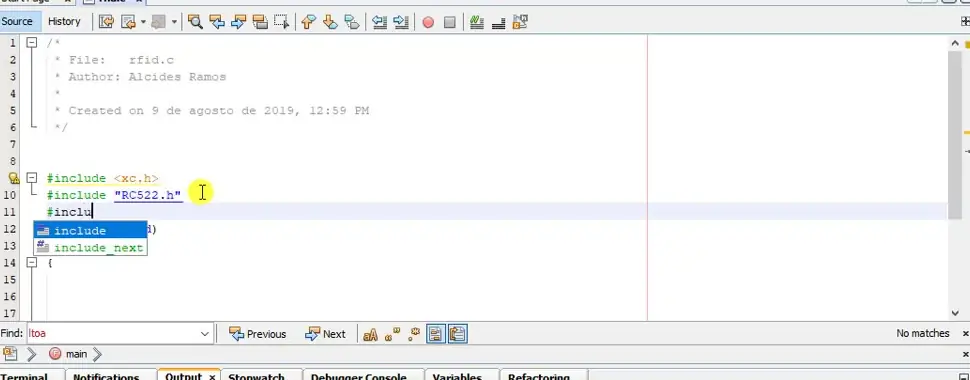 Source History
1 /*
2 * File: rfid.c
3 * Author: Alcides Ramos
4 *
5 * Created on 9 de agosto de 2019, 12:59 PM
6 */
7
8
#include <xc.h>
10 #include "RC522.h"
11 #inclu
12 include d)
13 include_next
14 {
15
16
17
Find: ltoa Previous Next No matches
main
Terminal Notifications Output Stopwatch Debugger Console Variables Refactoring